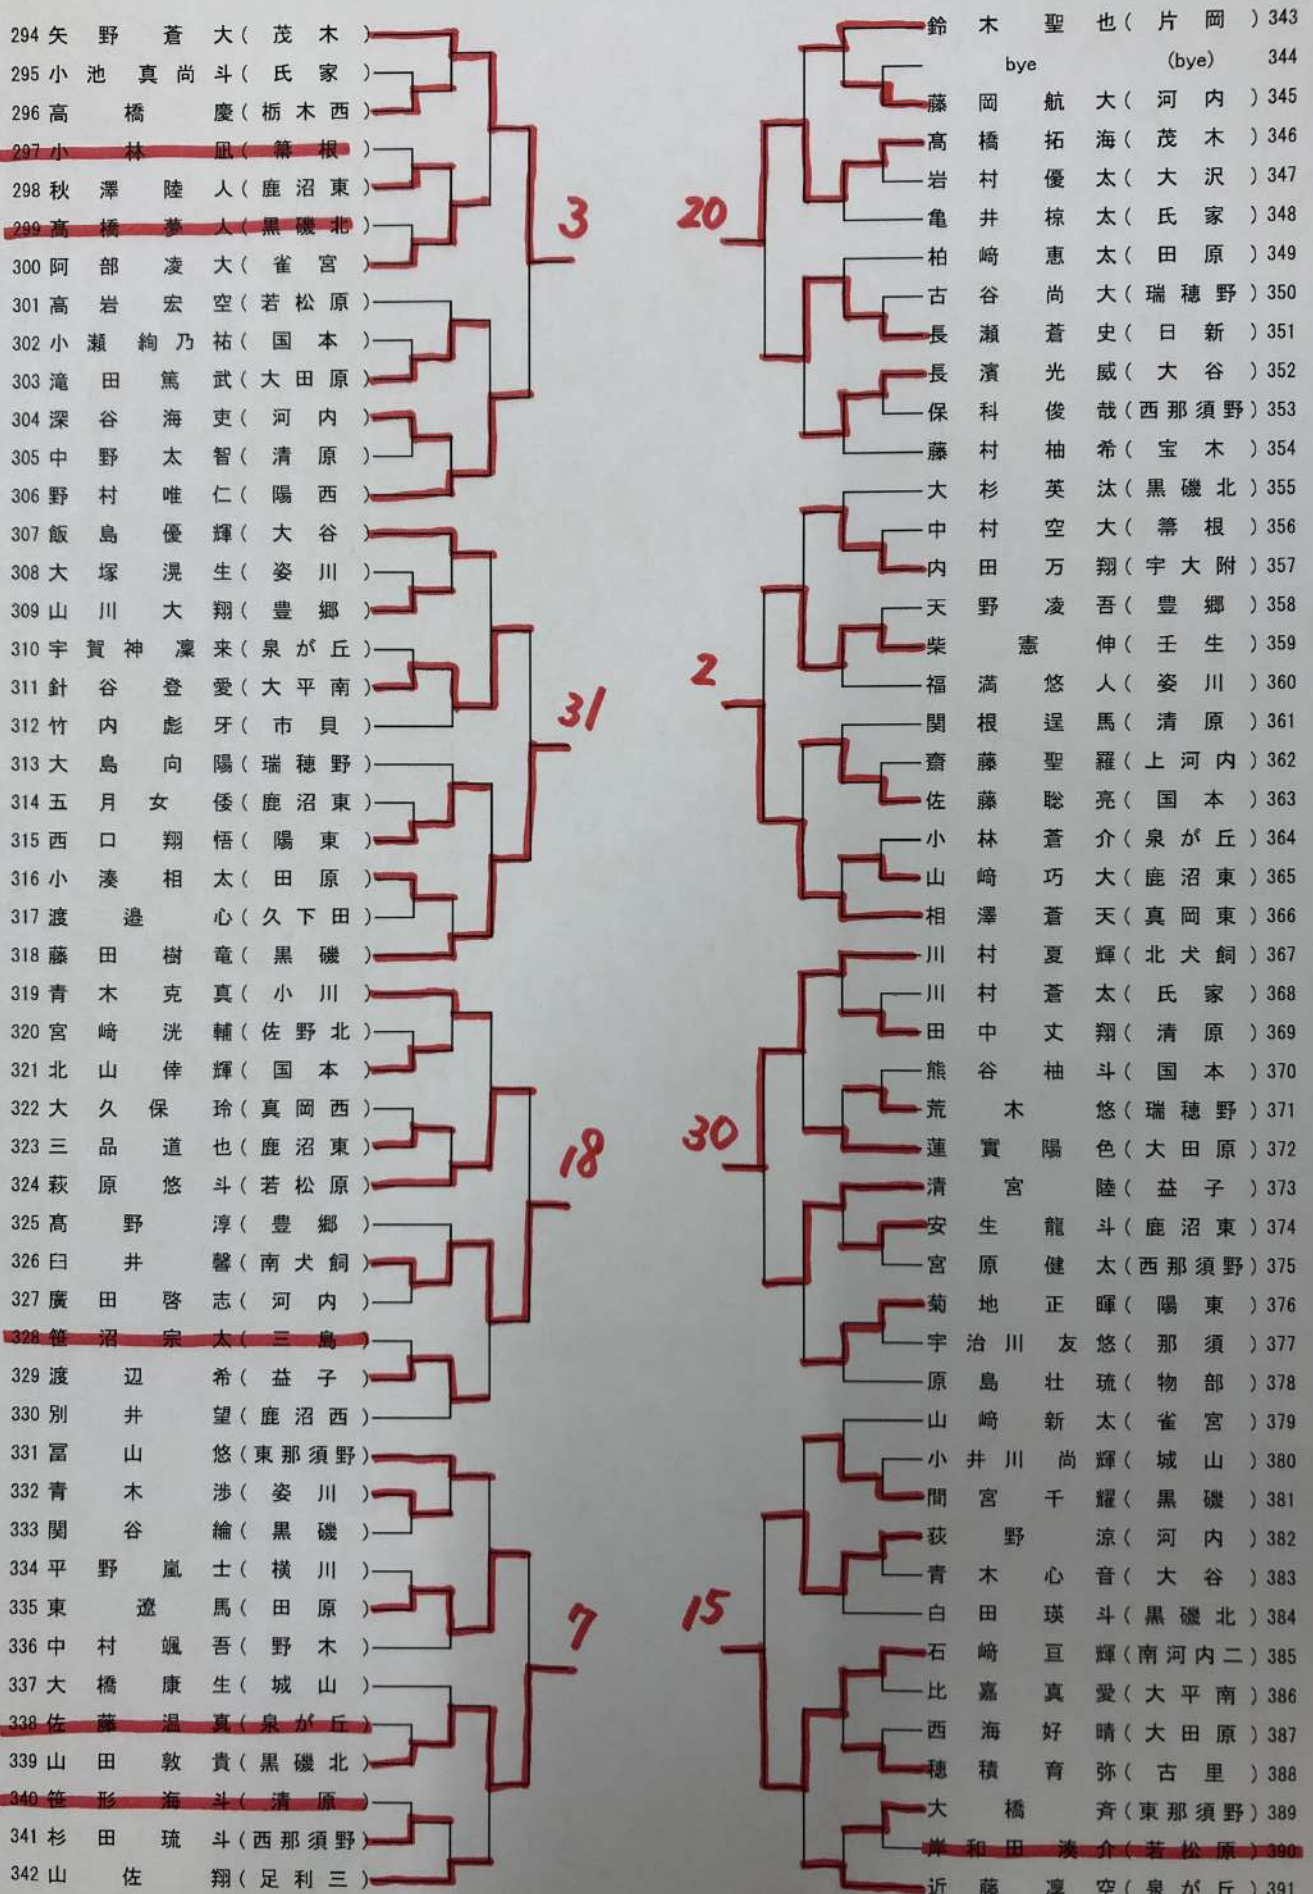 294 矢野蒼大(茂木)
295 小池真尚斗(氏家)
296 高橋慶(栃木西)
297 小林凪(箒根)
298 秋澤陸人(鹿沼東)
299 髙橋夢人(黒磯北)
300 阿部凌大(雀宮)
301 高岩宏空(若松原)
302 小瀬絢乃祐(国本)
303 滝田篤武(大田原)
304 深谷海吏(河内)
305 中野太智(清原)
306 野村唯仁(陽西)
307 飯島優輝(大谷)
308 大塚滉生(姿川)
309 山川大翔(豊郷)
310 宇賀神凜来(泉が丘)
311 針谷登愛(大平南)
312 竹内彪牙(市貝)
313 大島向陽(瑞穂野)
314 五月女倭(鹿沼東)
315 西口翔悟(陽東)
316 小湊相太(田原)
317 渡邉心(久下田)
318 藤田樹竜(黒磯)
319 青木克真(小川)
320 宮﨑洸輔(佐野北)
321 北山倖輝(国本)
322 大久保玲(真岡西)
323 三品道也(鹿沼東)
324 萩原悠斗(若松原)
325 髙野淳(豊郷)
326 臼井馨(南犬飼)
327 廣田啓志(河内)
328 笹沼宗太(三島)
329 渡辺希(益子)
330 別井望(鹿沼西)
331 冨山悠(東那須野)
332 青木渉(姿川)
333 関谷綸(黒磯)
334 平野嵐士(横川)
335 東遼馬(田原)
336 中村颯吾(野木)
337 大橋康生(城山)
338 佐藤温真(泉が丘)
339 山田敦貴(黒磯北)
340 笹形海斗(清原)
341 杉田琉斗(西那須野)
342 山佐翔(足利三)
3
31
18
7
20
2
30
15
鈴木聖也(片岡)343
bye(bye)344
藤岡航大(河内)345
髙橋拓海(茂木)346
岩村優太(大沢)347
亀井椋太(氏家)348
柏﨑恵太(田原)349
古谷尚大(瑞穂野)350
長瀬蒼史(日新)351
長濱光威(大谷)352
保科俊哉(西那須野)353
藤村柚希(宝木)354
大杉英汰(黒磯北)355
中村空大(箒根)356
内田万翔(宇大附)357
天野凌吾(豊郷)358
柴憲伸(壬生)359
福満悠人(姿川)360
関根逞馬(清原)361
齋藤聖羅(上河内)362
佐藤聡亮(国本)363
小林蒼介(泉が丘)364
山﨑巧大(鹿沼東)365
相澤蒼天(真岡東)366
川村夏輝(北犬飼)367
川村蒼太(氏家)368
田中丈翔(清原)369
熊谷柚斗(国本)370
荒木悠(瑞穂野)371
蓮實陽色(大田原)372
清宮陸(益子)373
安生龍斗(鹿沼東)374
宮原健太(西那須野)375
菊地正暉(陽東)376
宇治川友悠(那須)377
原島壮琉(物部)378
山﨑新太(雀宮)379
小井川尚輝(城山)380
間宮千耀(黒磯)381
荻野涼(河内)382
青木心音(大谷)383
白田瑛斗(黒磯北)384
石﨑亘輝(南河内二)385
比嘉真愛(大平南)386
西海好晴(大田原)387
穂積育弥(古里)388
大橋斉(東那須野)389
岸和田湊介(若松原)390
近藤凜空(泉が丘)391